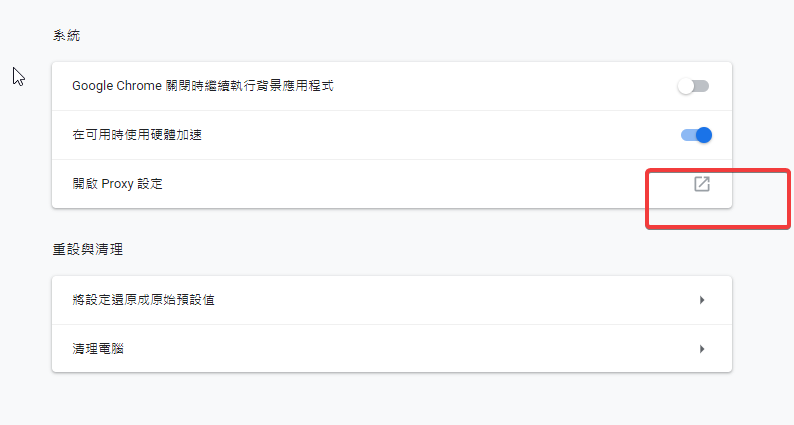 系統
Google Chrome 關閉時繼續執行背景應用程式
在可用時使用硬體加速
開啟 Proxy 設定
重設與清理
將設定還原成原始預設值
清理電腦